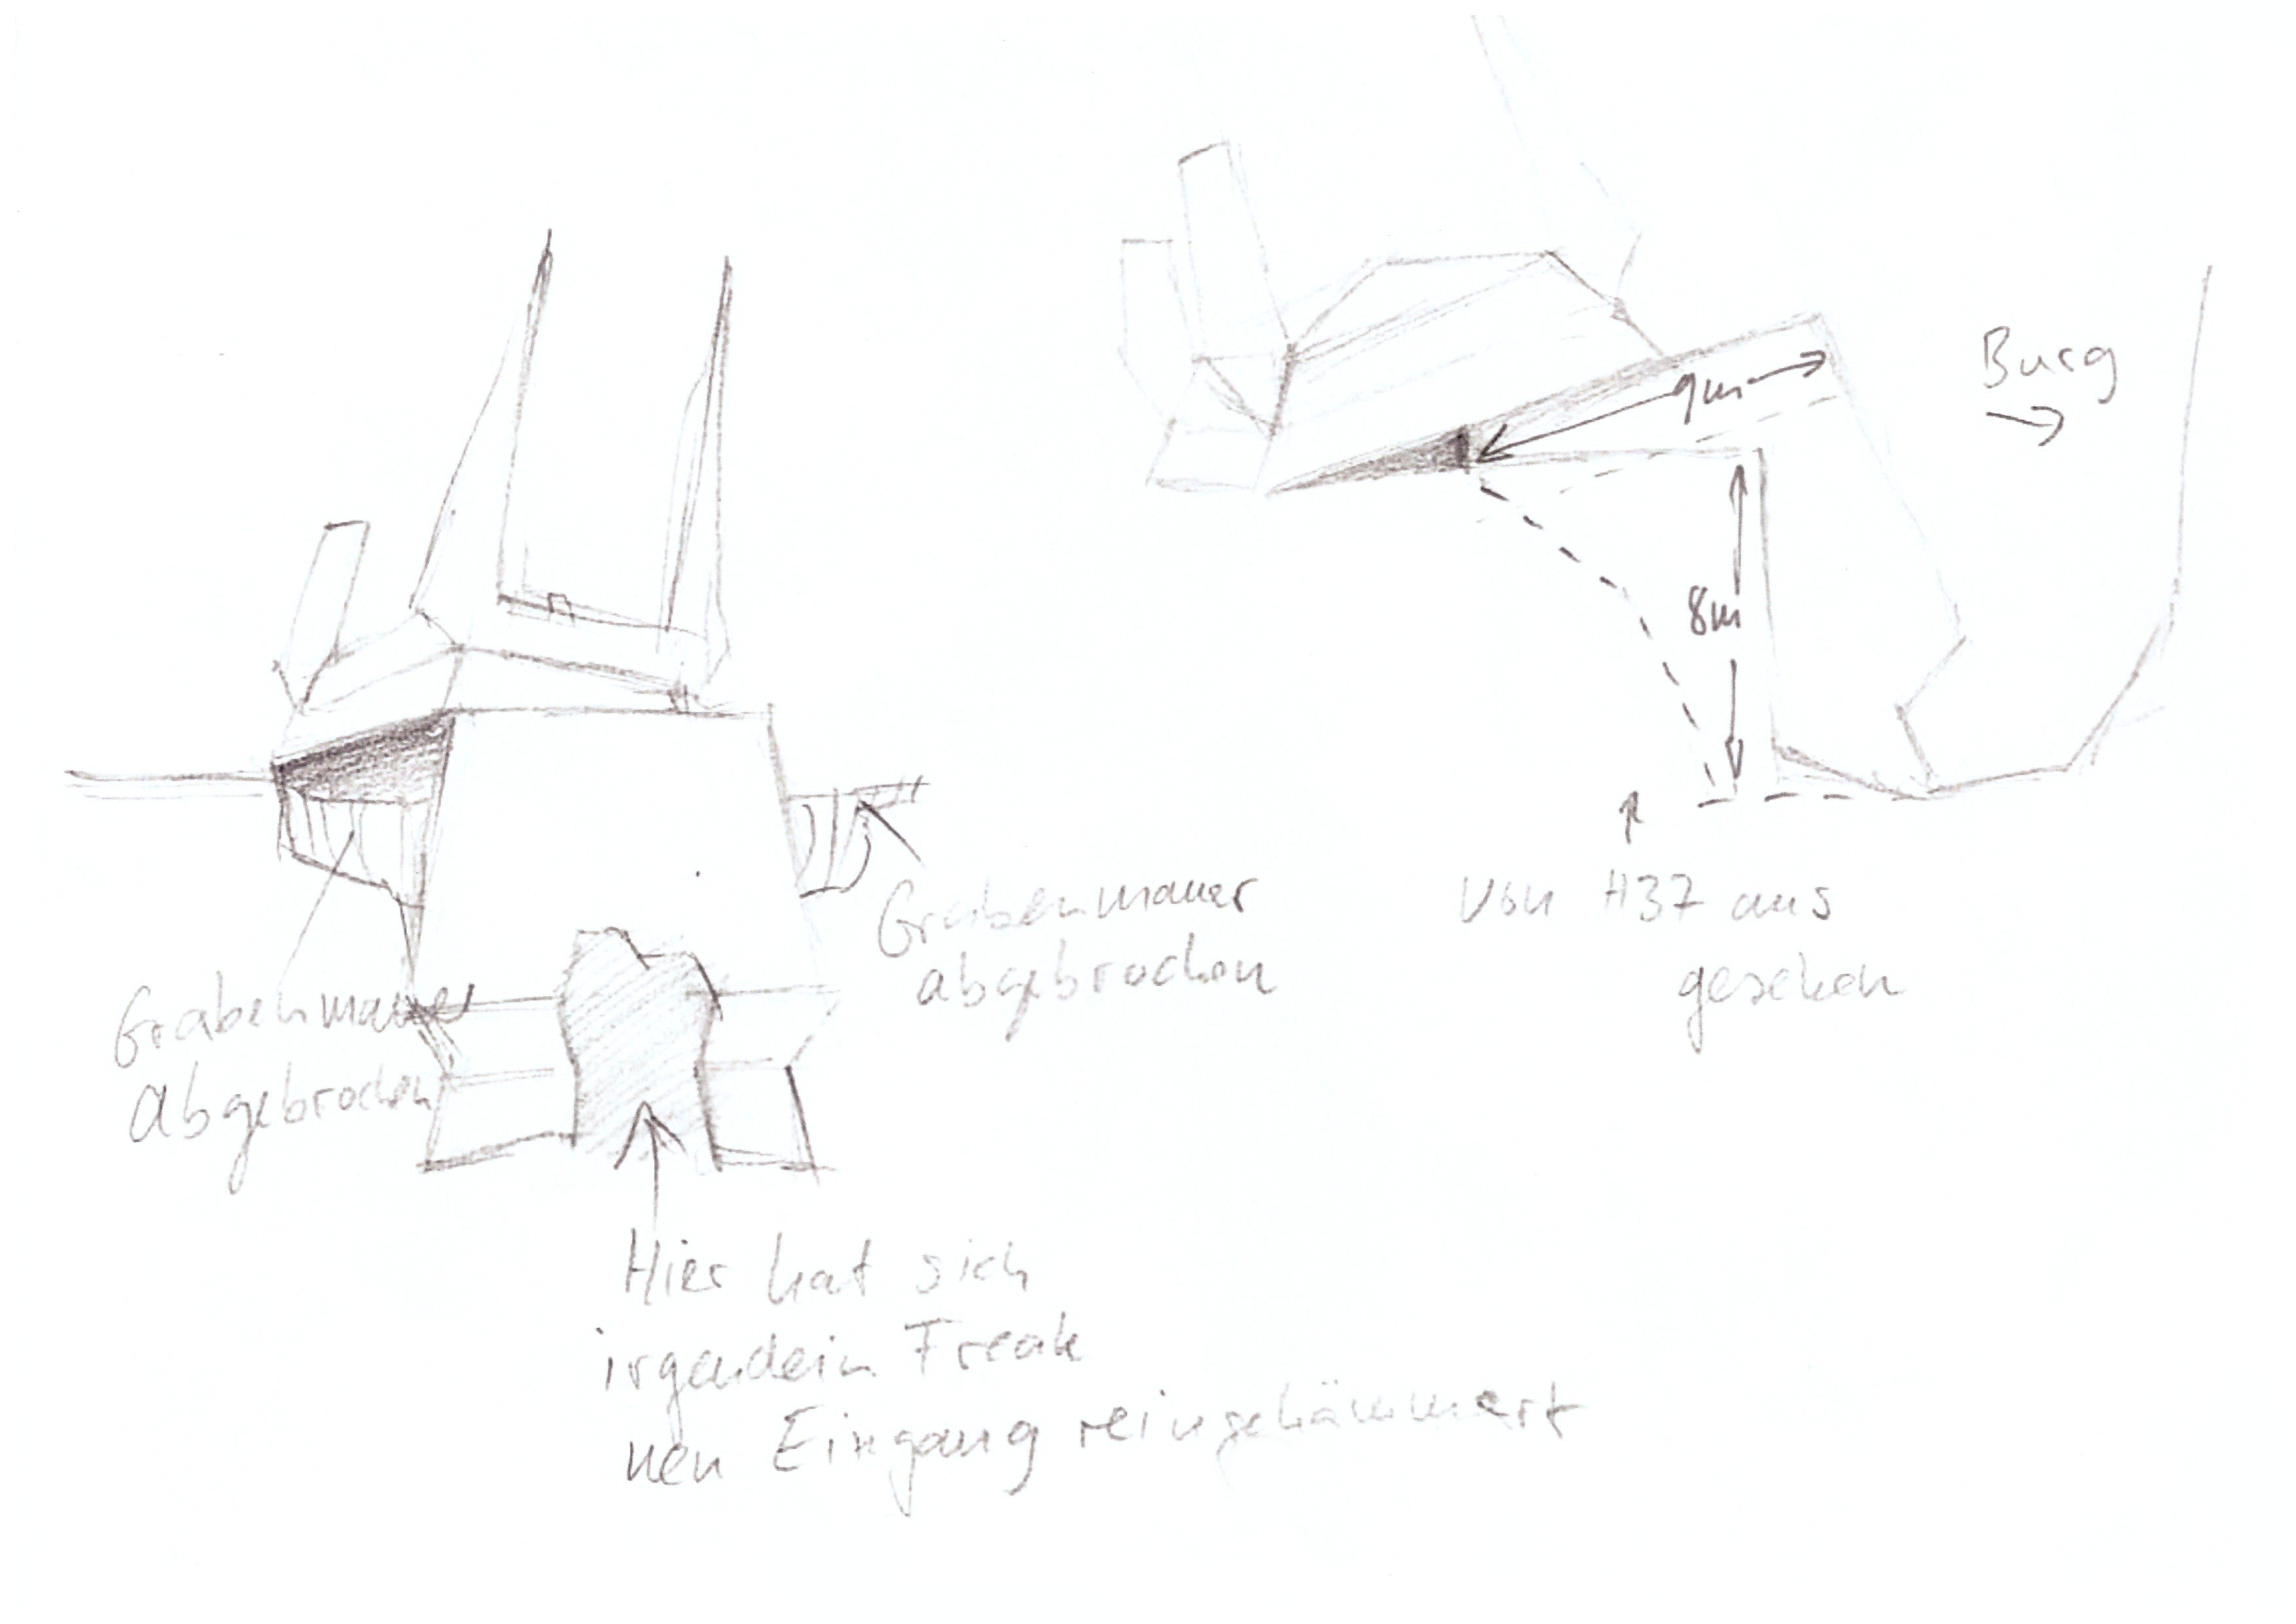 Burg
9m
8m
Von H37 aus
gesehen
Grabenmauer
abgebrochen
Grabenmauer
abgebrochen
Hier hat sich
irgendein Freak
nen Eingang reingehämmert